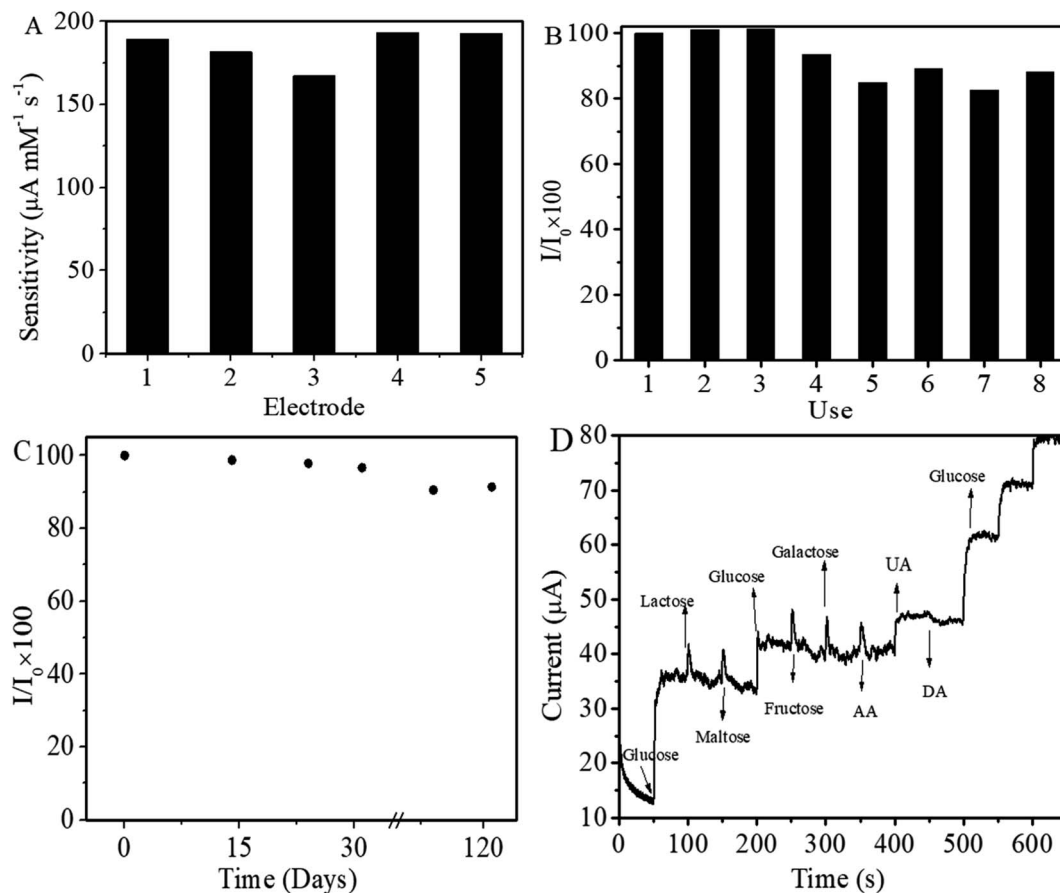 A
Sensitivity (µA mM⁻¹ s⁻¹)
200
150
100
50
0
1 2 3 4 5
Electrode
B
I/I₀×100
100
80
60
40
20
0
1 2 3 4 5 6 7 8
Use
C
I/I₀×100
100
80
60
40
20
0
0 15 30 120
Time (Days)
D
Current (µA)
80
70
60
50
40
30
20
10
0 100 200 300 400 500 600
Time (s)
Glucose
Galactose
UA
Glucose
Lactose
Fructose
AA
DA
Maltose
Glucose